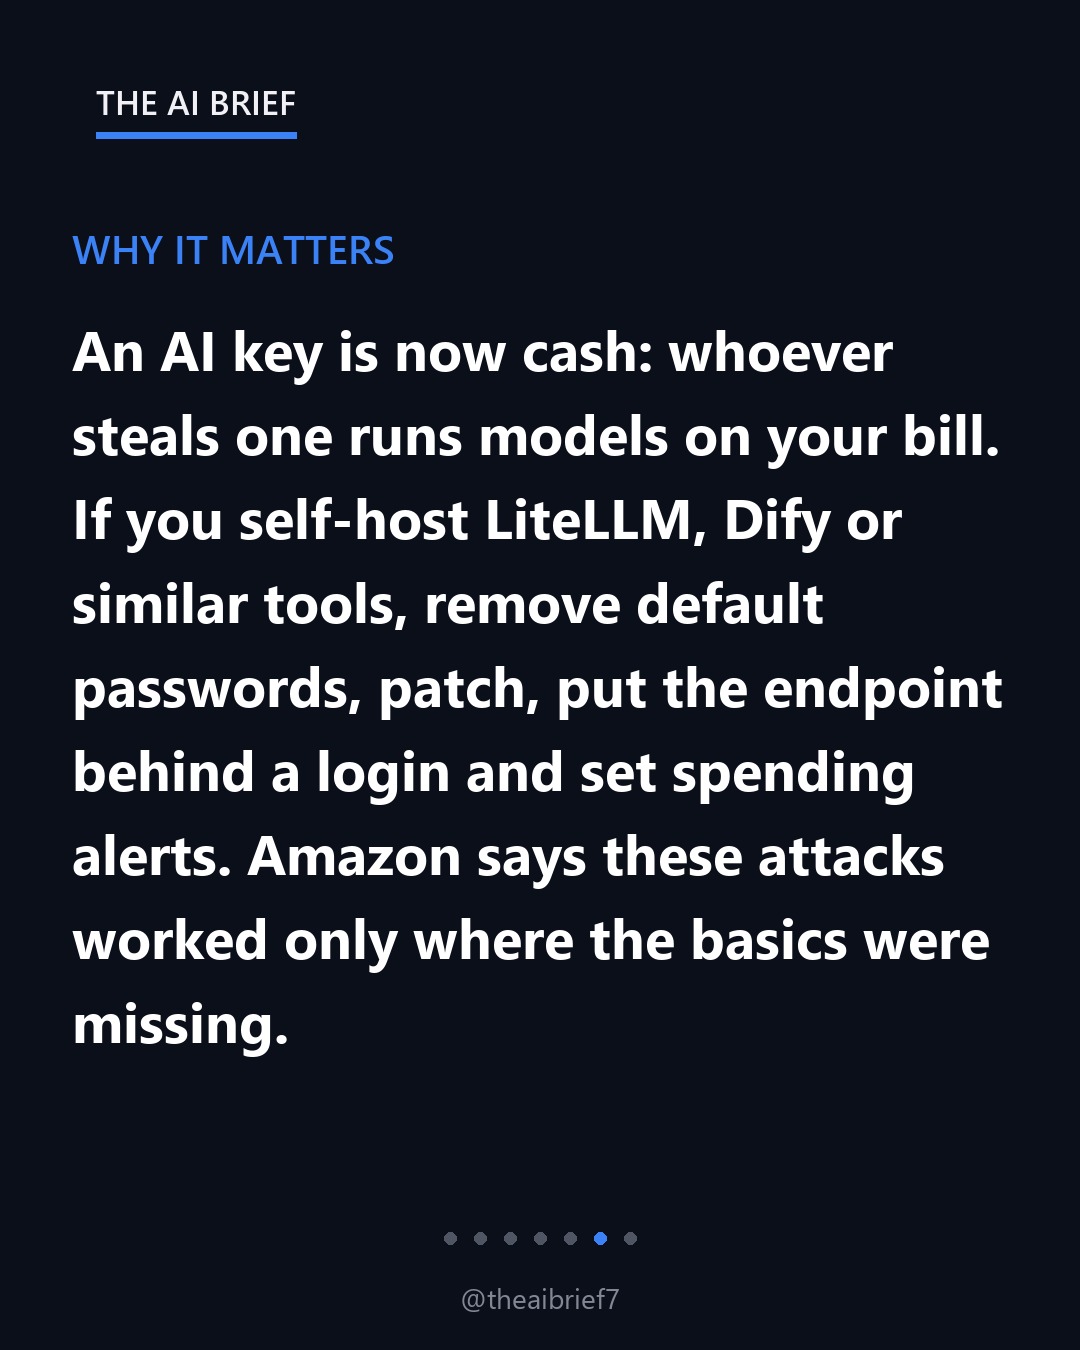 THE AI BRIEF
WHY IT MATTERS
An AI key is now cash: whoever
steals one runs models on your bill.
If you self-host LiteLLM, Dify or
similar tools, remove default
passwords, patch, put the endpoint
behind a login and set spending
alerts. Amazon says these attacks
worked only where the basics were
missing.
@theaibrief7